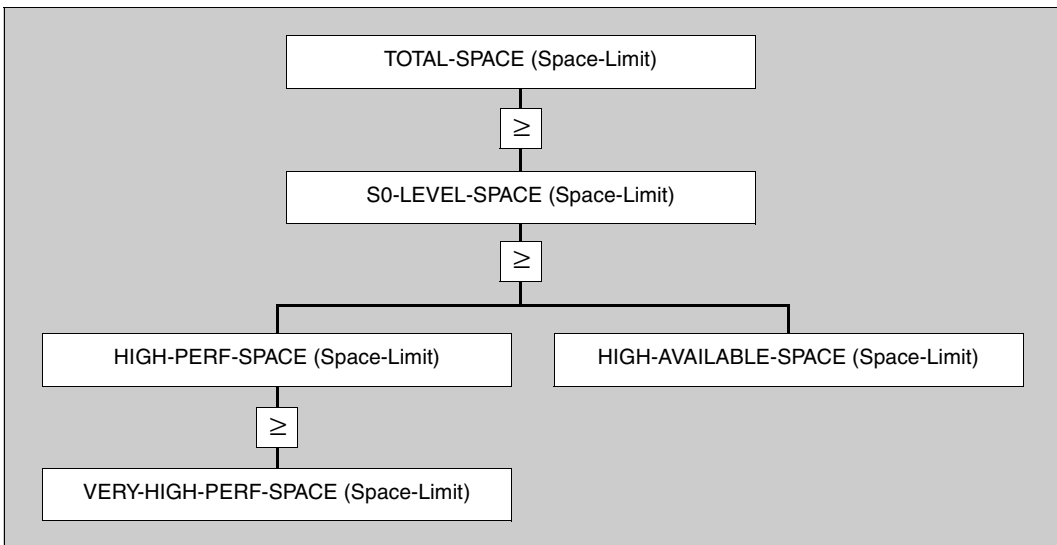 TOTAL-SPACE (Space-Limit)
≥
S0-LEVEL-SPACE (Space-Limit)
≥
HIGH-PERF-SPACE (Space-Limit)
HIGH-AVAILABLE-SPACE (Space-Limit)
≥
VERY-HIGH-PERF-SPACE (Space-Limit)